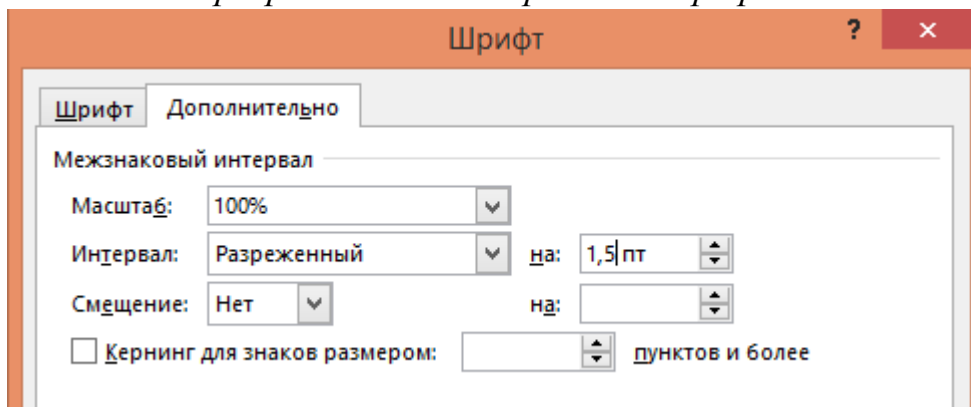 Шрифт ?
Шрифт Дополнительно
Межзнаковый интервал
Масштаб: 100%
Интервал: Разреженный на: 1,5 пт
Смещение: Нет на:
Кернинг для знаков размером: пунктов и более